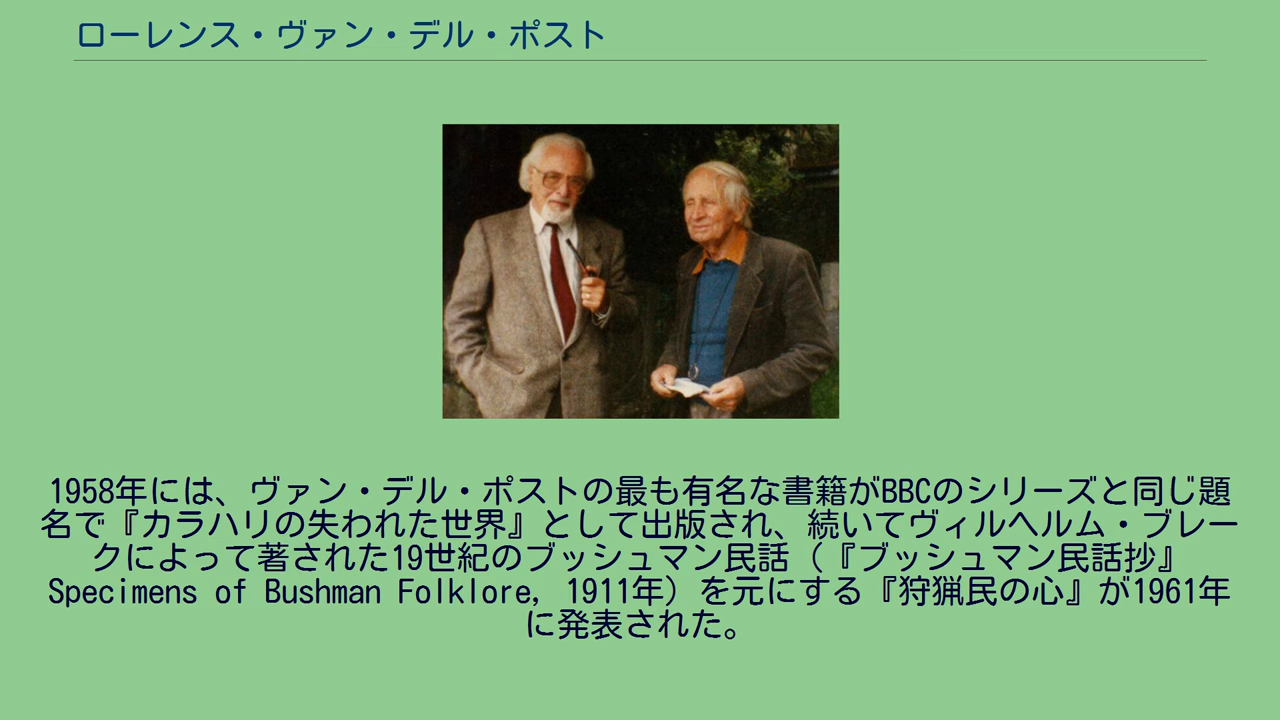 ローレンス・ヴァン・デル・ポスト
1958年には、ヴァン・デル・ポストの最も有名な書籍がBBCのシリーズと同じ題
名で『カラハリの失われた世界』として出版され、続いてヴィルヘルム・ブレー
クによって著された19世紀のブッシュマン民話（『ブッシュマン民話抄』
Specimens of Bushman Folklore, 1911年）を元にする『狩猟民の心』が1961年
に発表された。